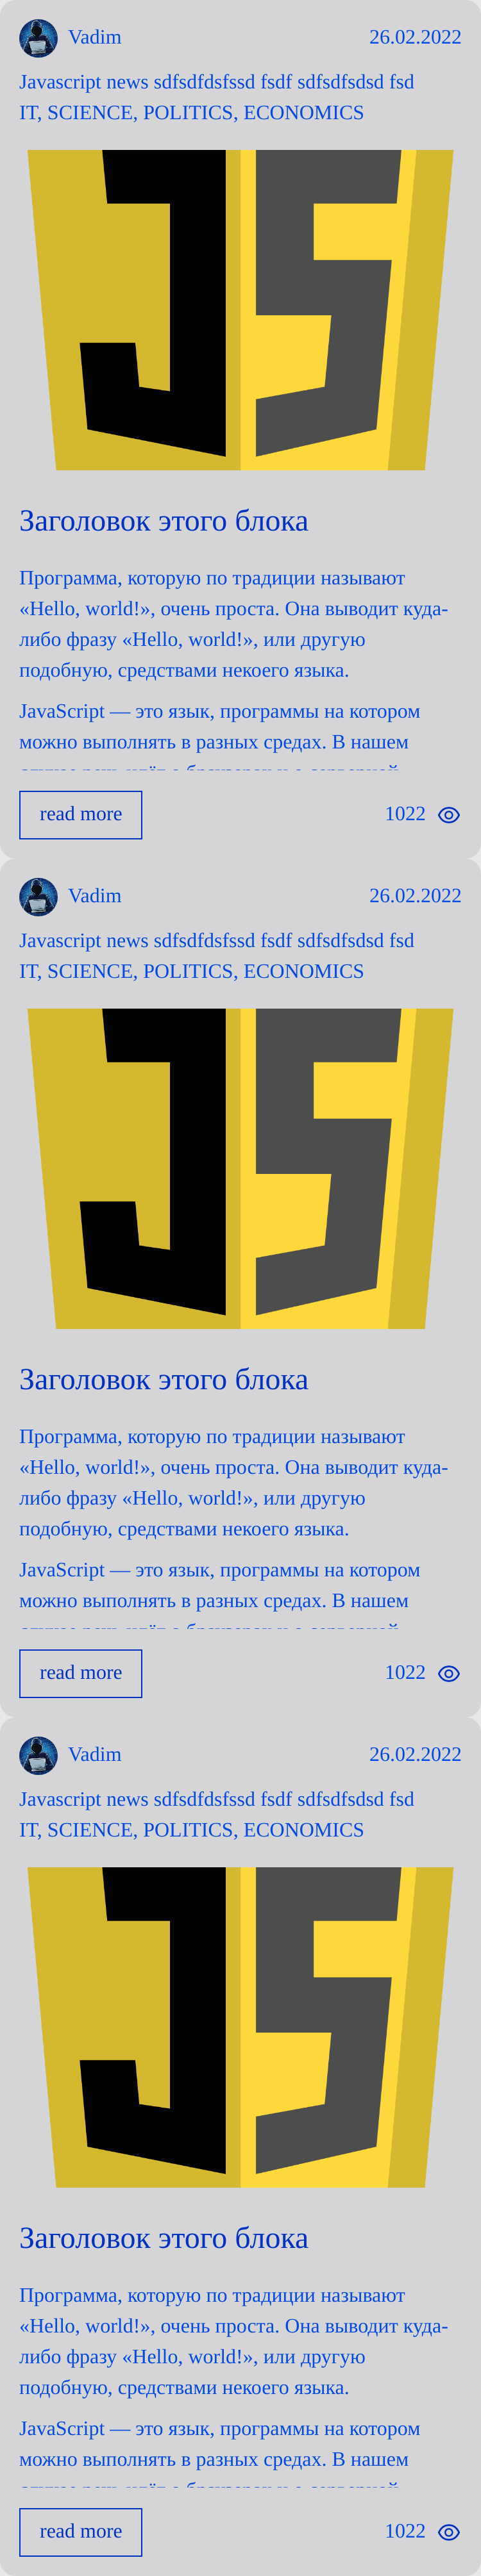 Vadim 26.02.2022
Javascript news sdfsdfdsfssd fsdf sdfsdfsdsd fsd
IT, SCIENCE, POLITICS, ECONOMICS
JS
Заголовок этого блока
Программа, которую по традиции называют
«Hello, world!», очень проста. Она выводит куда-
либо фразу «Hello, world!», или другую
подобную, средствами некоего языка.
JavaScript — это язык, программы на котором
можно выполнять в разных средах. В нашем
read more 1022
Vadim 26.02.2022
Javascript news sdfsdfdsfssd fsdf sdfsdfsdsd fsd
IT, SCIENCE, POLITICS, ECONOMICS
JS
Заголовок этого блока
Программа, которую по традиции называют
«Hello, world!», очень проста. Она выводит куда-
либо фразу «Hello, world!», или другую
подобную, средствами некоего языка.
JavaScript — это язык, программы на котором
можно выполнять в разных средах. В нашем
read more 1022
Vadim 26.02.2022
Javascript news sdfsdfdsfssd fsdf sdfsdfsdsd fsd
IT, SCIENCE, POLITICS, ECONOMICS
JS
Заголовок этого блока
Программа, которую по традиции называют
«Hello, world!», очень проста. Она выводит куда-
либо фразу «Hello, world!», или другую
подобную, средствами некоего языка.
JavaScript — это язык, программы на котором
можно выполнять в разных средах. В нашем
read more 1022